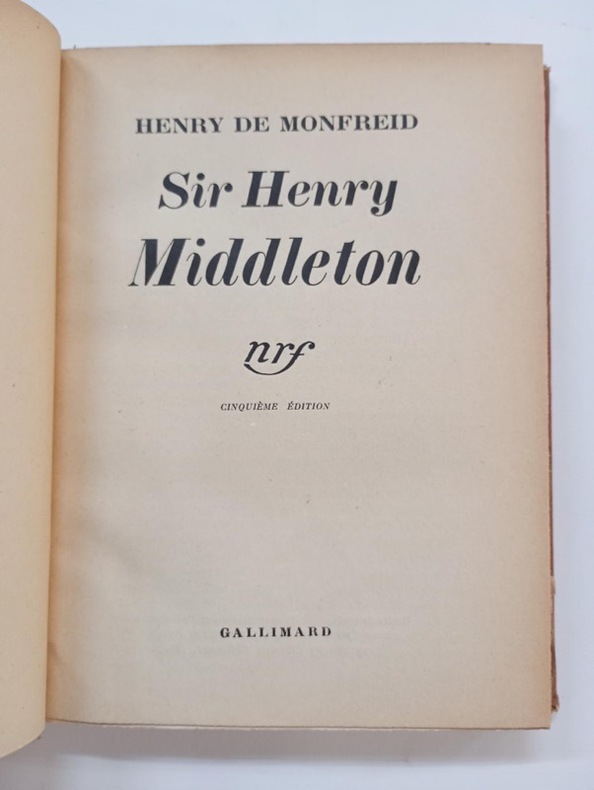 HENRY DE MONFREID
Sir Henry
Middleton
nrf
CINQUIÈME ÉDITION
GALLIMARD